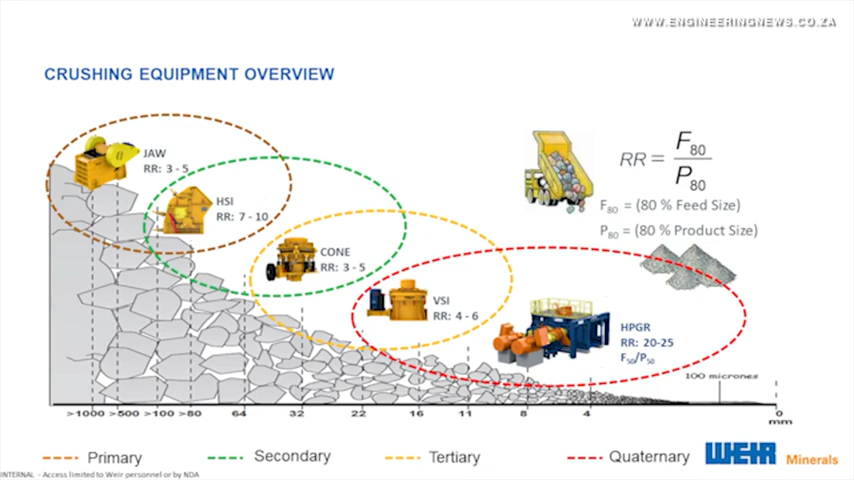 WWW.ENGINEERINGNEWS.CO.ZA
CRUSHING EQUIPMENT OVERVIEW
JAW
RR: 3 - 5
HSI
RR: 7 - 10
CONE
RR: 3 - 5
VSI
RR: 4 - 6
HPGR
RR: 20-25
F50/P50
RR = F80 / P80
F80 = (80 % Feed Size)
P80 = (80 % Product Size)
100 micrones
>1000 >500 >100 >80 64 32 22 16 11 8 4 0
mm
Primary Secondary Tertiary Quaternary
WEIR Minerals
INTERNAL - Access limited to Weir personnel or by NDA